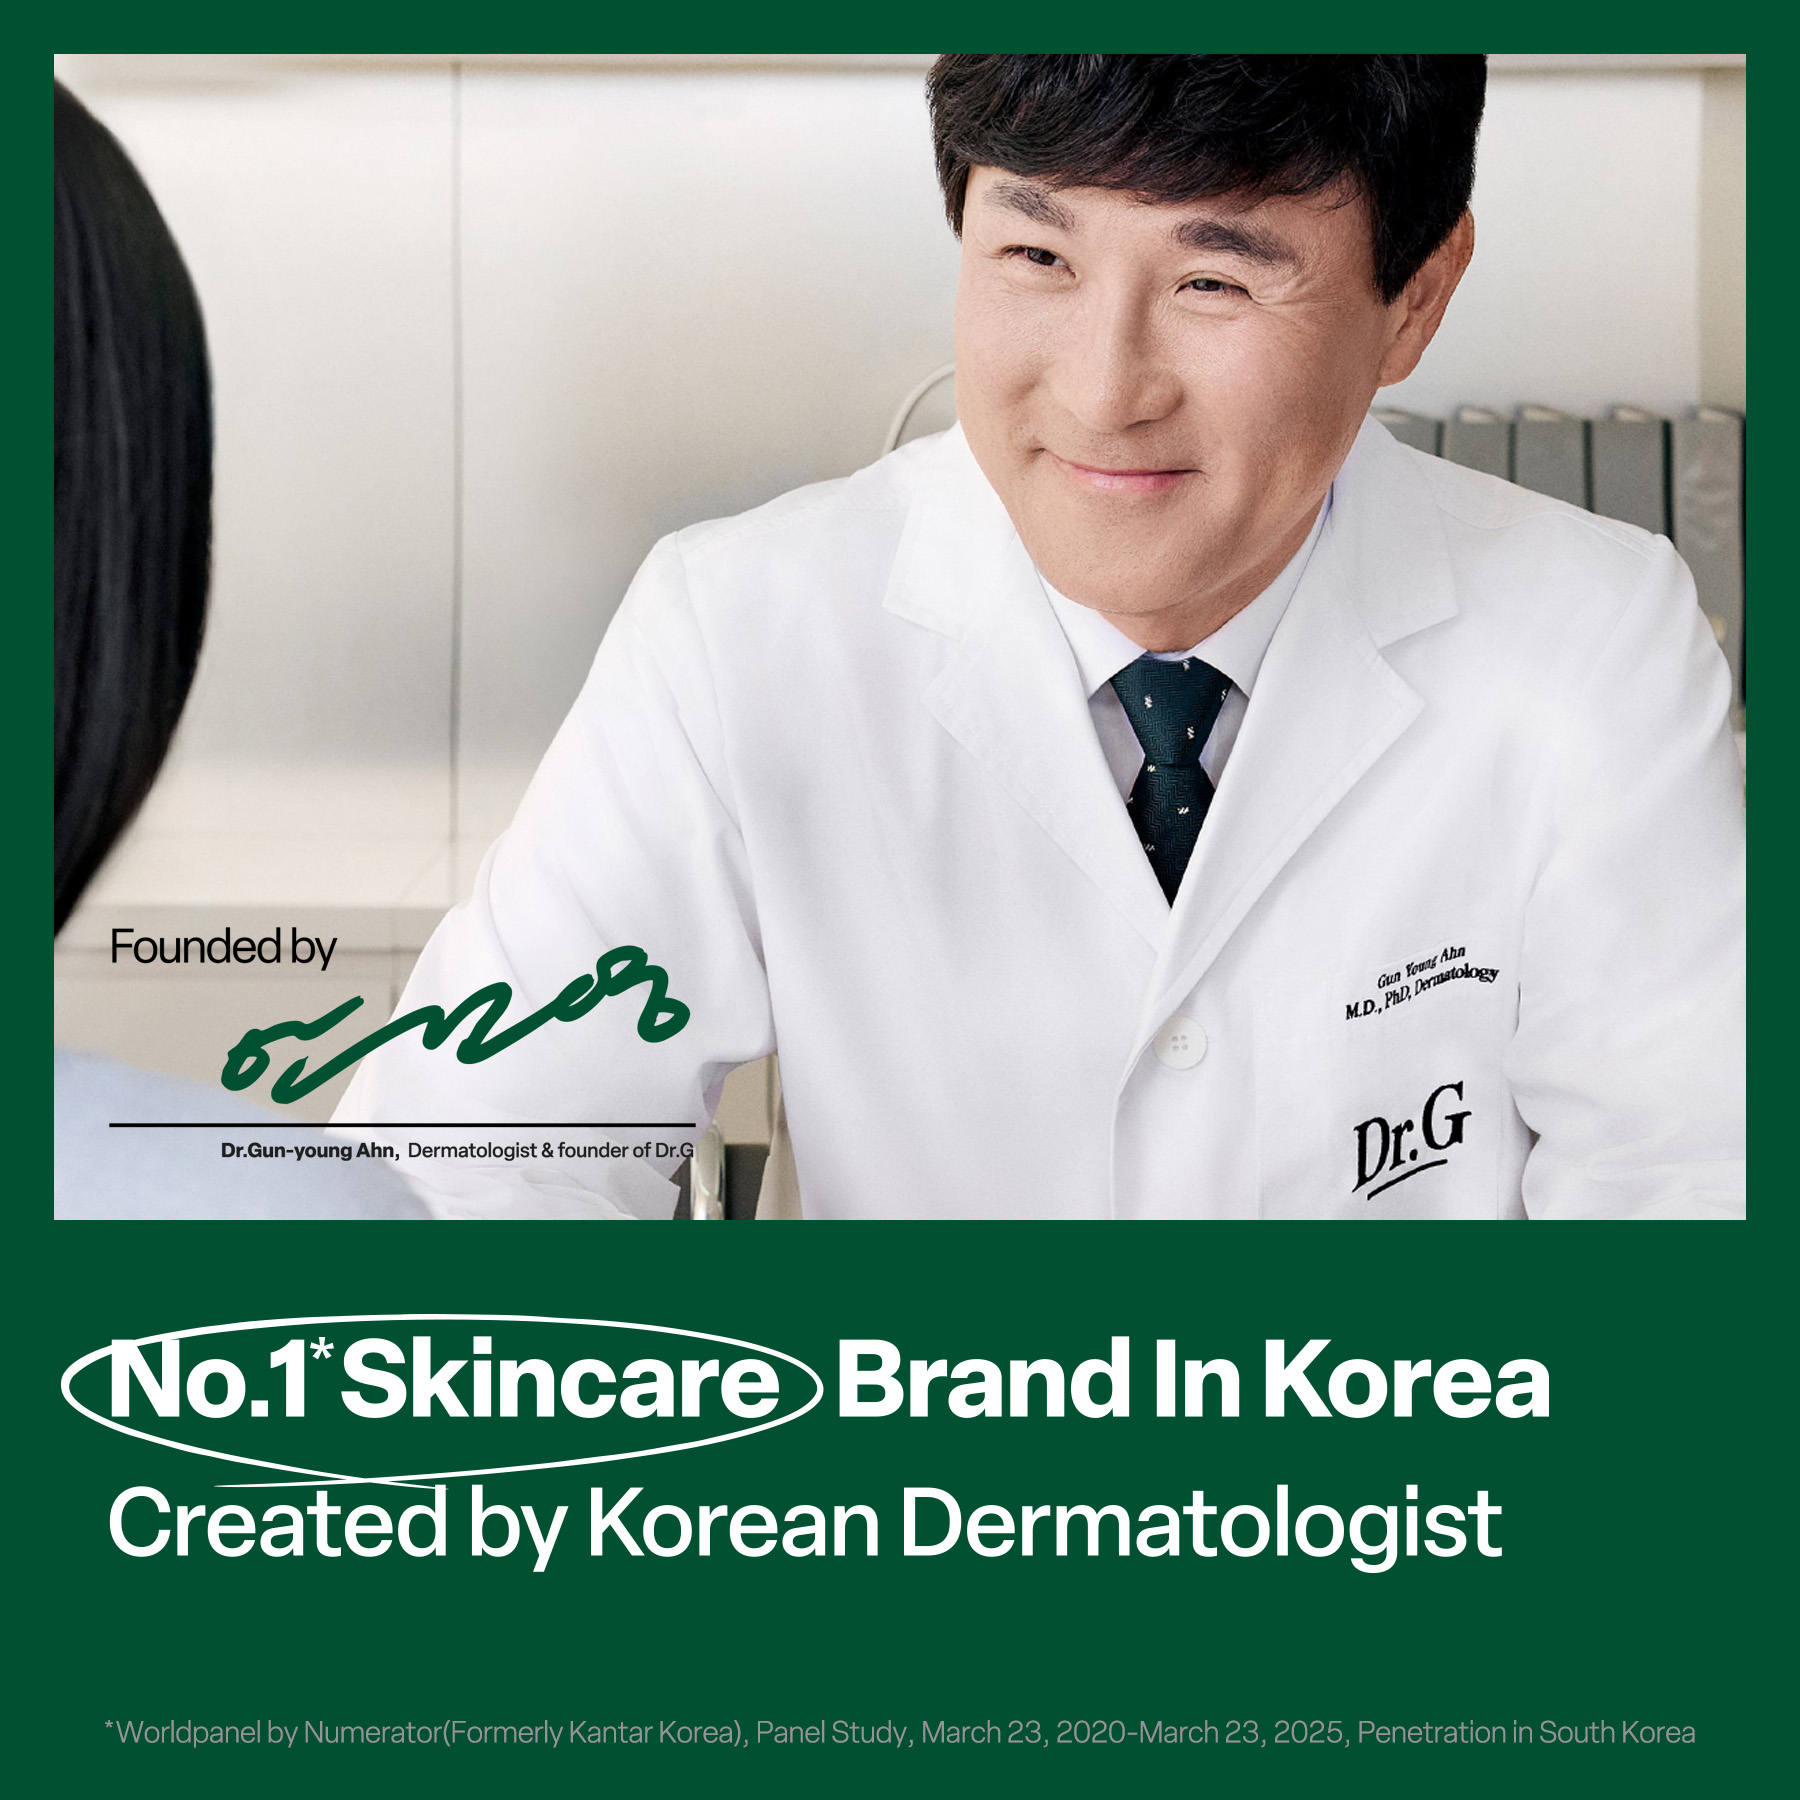 Founded by
Dr.Gun-young Ahn, Dermatologist & founder of Dr.G
Gun Young Ahn
M.D., PhD, Dermatology
Dr.G
No.1* Skincare Brand In Korea
Created by Korean Dermatologist
*Worldpanel by Numerator(Formerly Kantar Korea), Panel Study, March 23, 2020-March 23, 2025, Penetration in South Korea